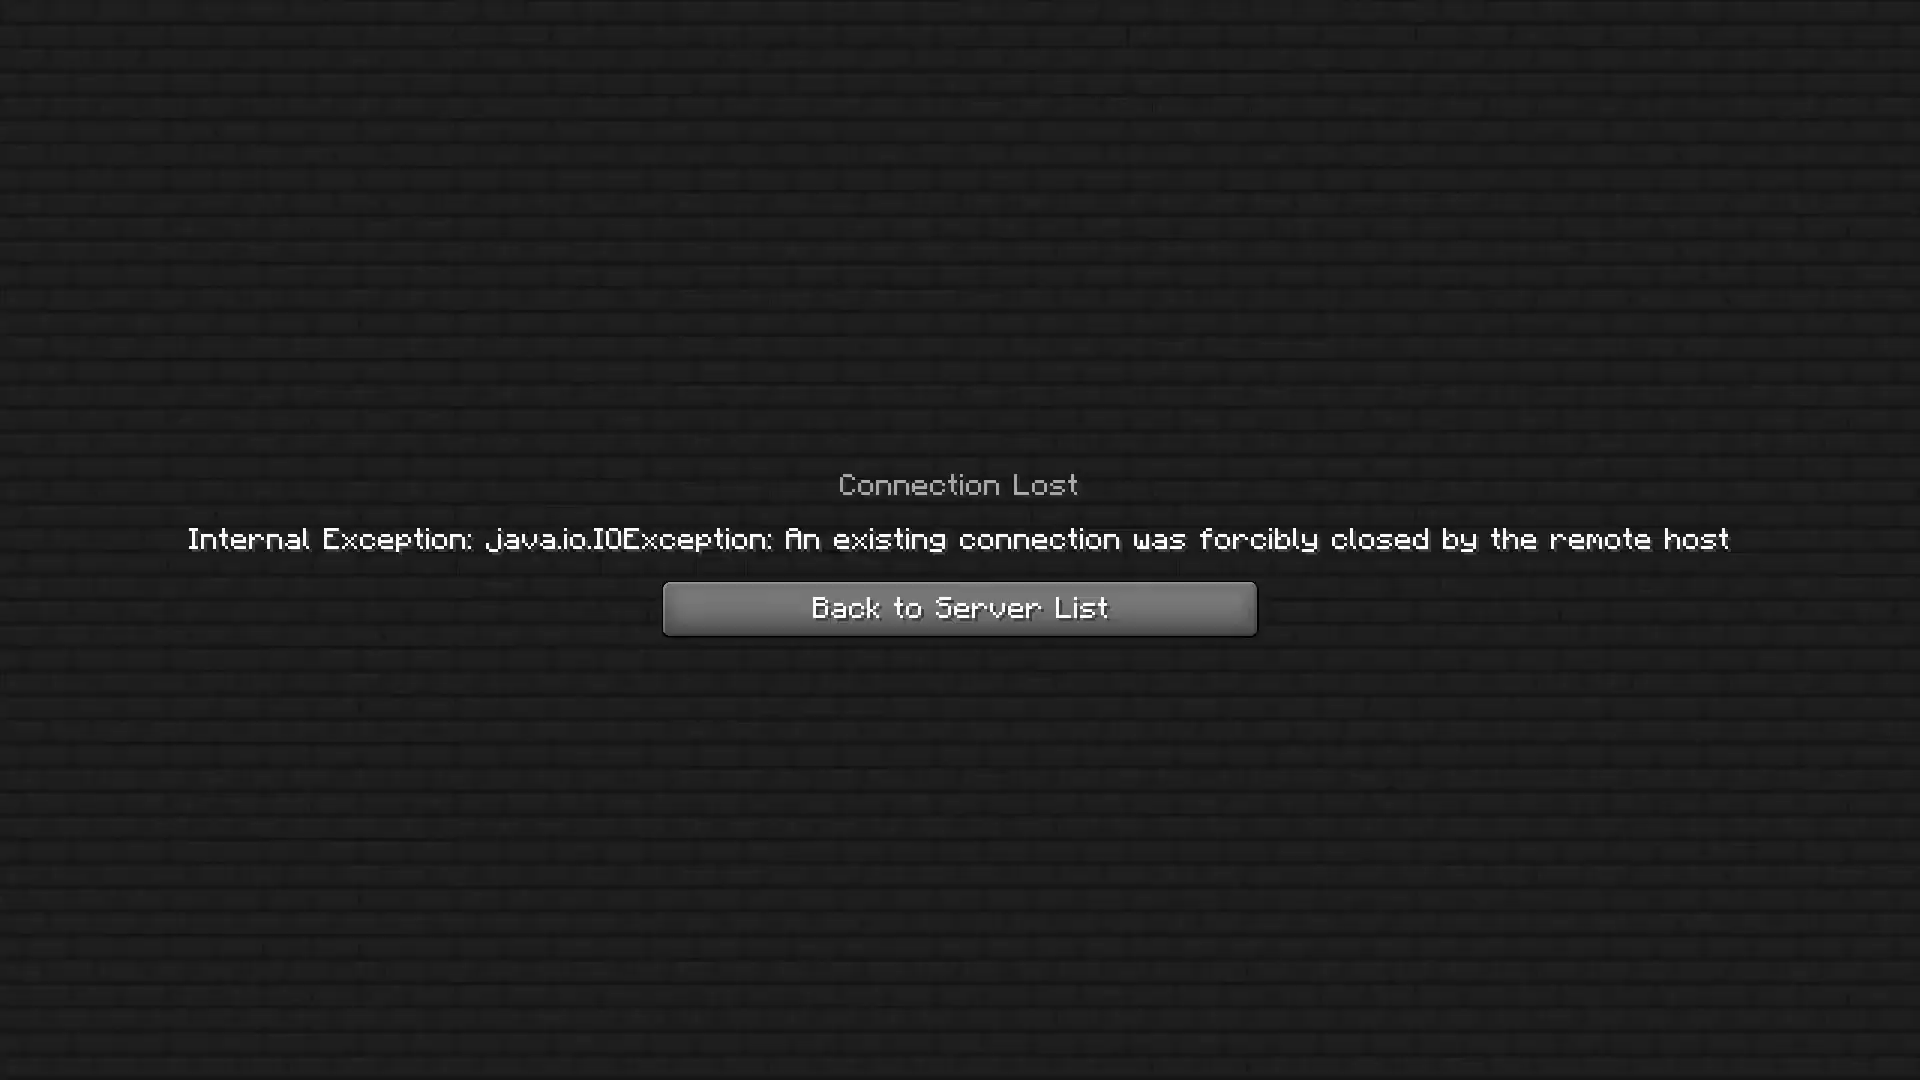 Connection Lost
Internal Exception: java.io.IOException: An existing connection was forcibly closed by the remote host
Back to Server List